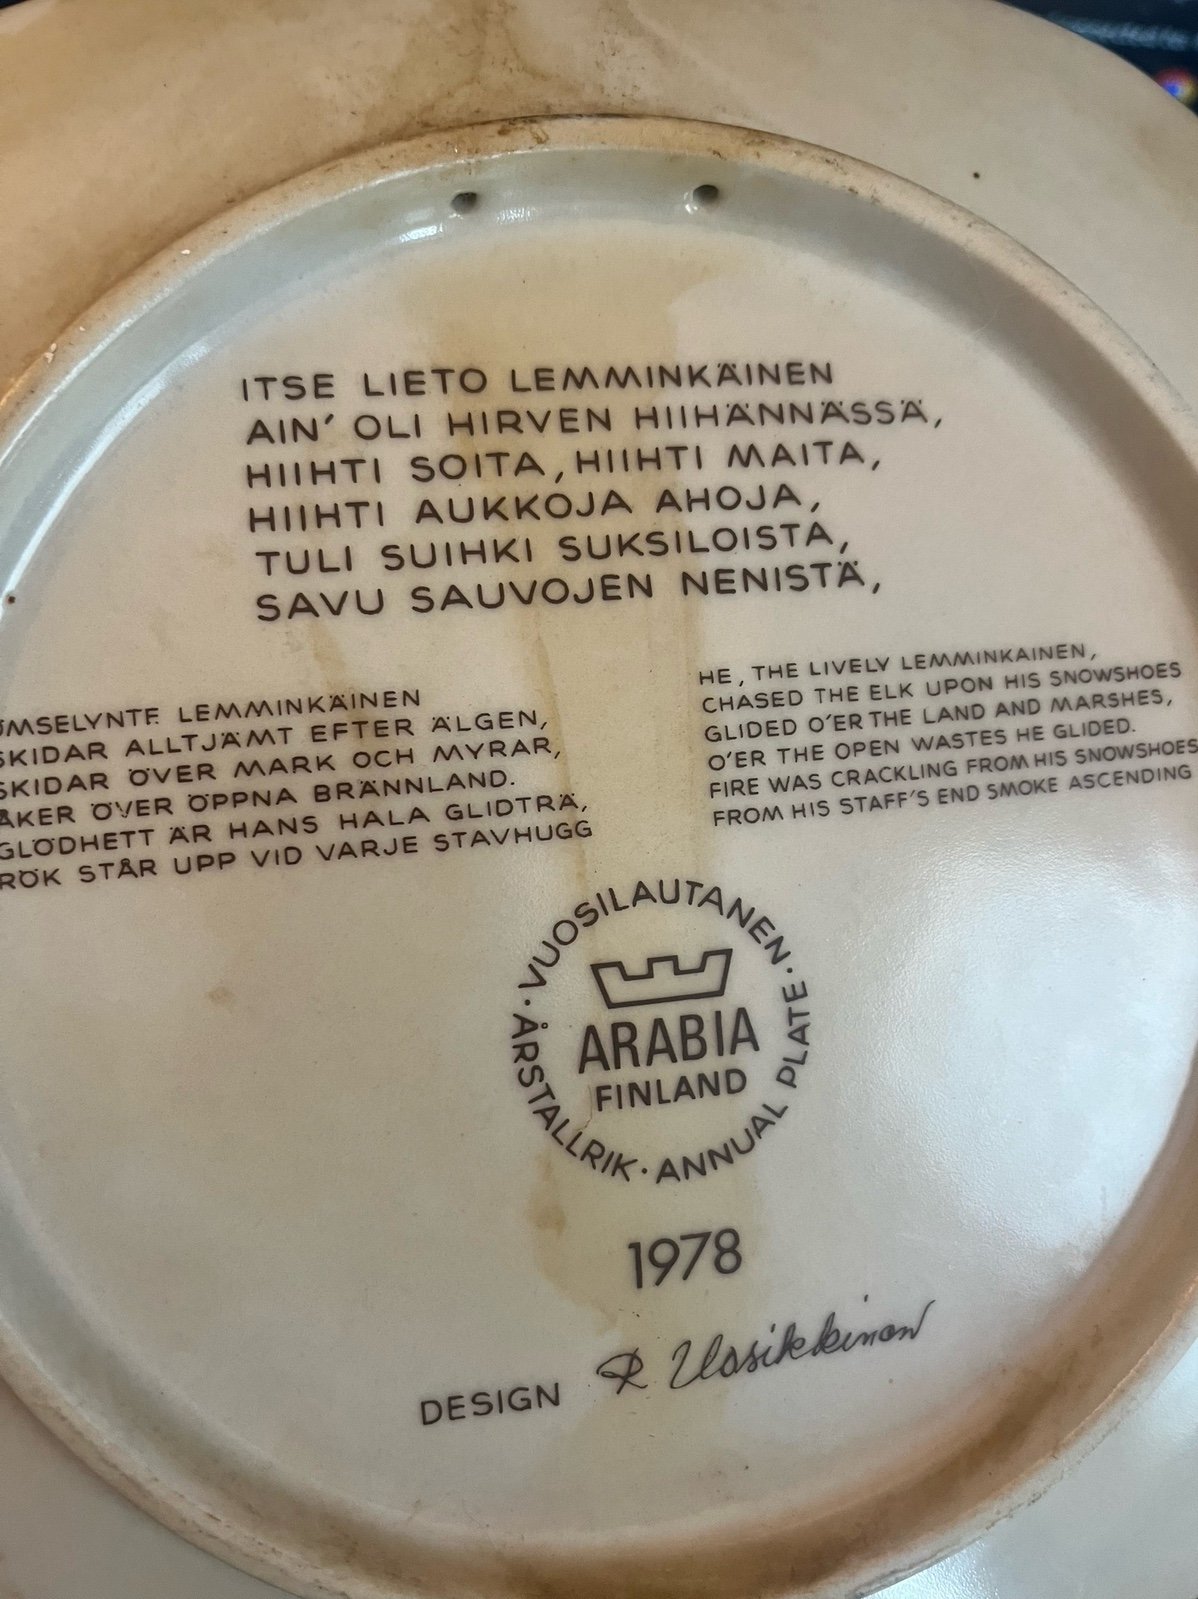 ITSE LIETO LEMMINKÄINEN
AIN' OLI HIRVEN HIIHÄNNÄSSÄ,
HIIHTI SOITA, HIIHTI MAITA,
HIIHTI AUKKOJA AHOJA,
TULI SUIHKI SUKSILOISTA,
SAVU SAUVOJEN NENISTÄ,
ÖMSELYNTE LEMMINKÄINEN
SKIDAR ALLTJÄMT EFTER ÄLGEN,
SKIDAR ÖVER MARK OCH MYRAR,
ÅKER ÖVER ÖPPNA BRÄNNLAND.
GLÖDHETT ÄR HANS HALA GLIDTRÄ,
RÖK STÅR UPP VID VARJE STAVHUGG
HE, THE LIVELY LEMMINKAINEN,
CHASED THE ELK UPON HIS SNOWSHOES
GLIDED O'ER THE LAND AND MARSHES,
O'ER THE OPEN WASTES HE GLIDED.
FIRE WAS CRACKLING FROM HIS SNOWSHOES
FROM HIS STAFF'S END SMOKE ASCENDING
VUOSILAUTANEN · ANNUAL PLATE · ÅRSTALLRIK ·
ARABIA
FINLAND
1978
DESIGN R Uosikkinen